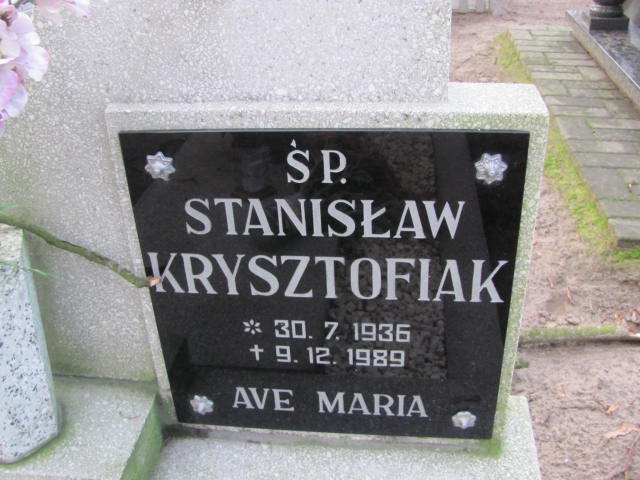 ŚP.
STANISŁAW
KRYSZTOFIAK
* 30. 7. 1936
+ 9. 12. 1989
AVE MARIA